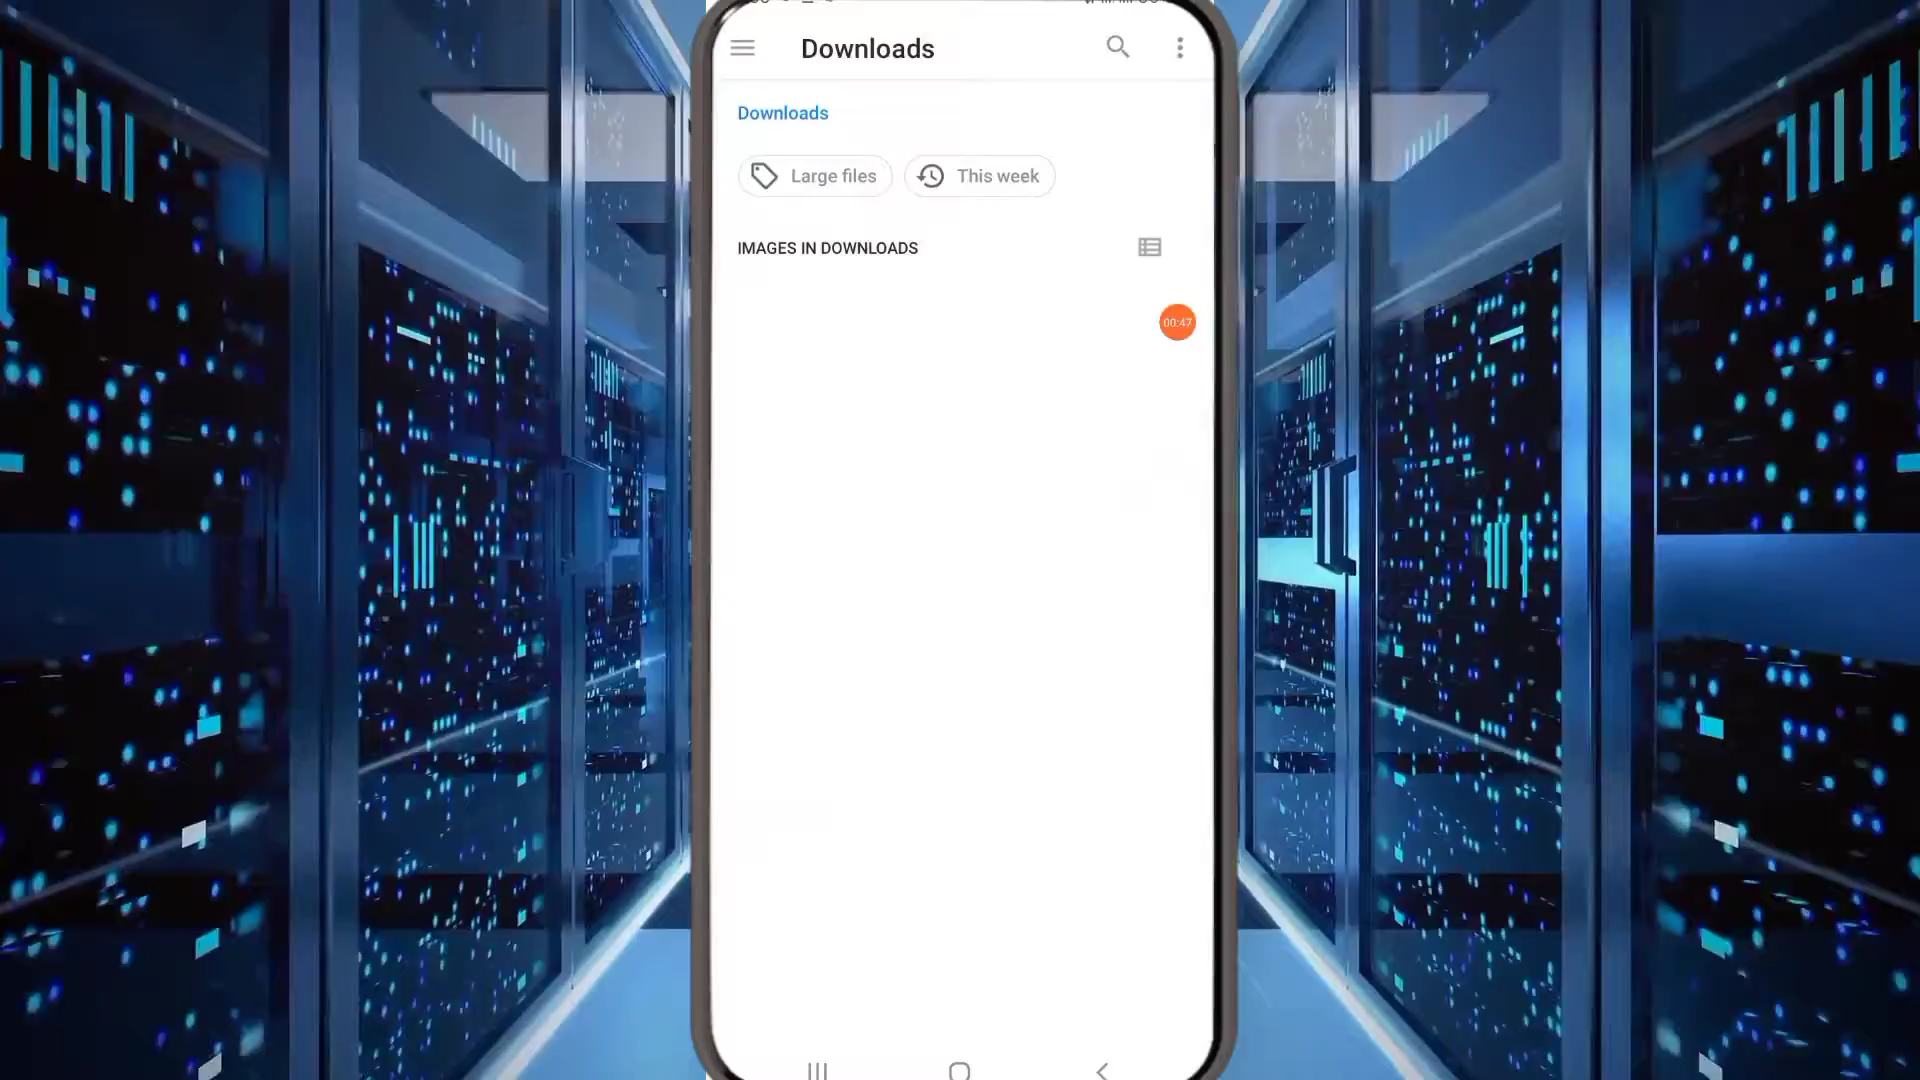 Downloads
Downloads
Large files
This week
IMAGES IN DOWNLOADS
00:47